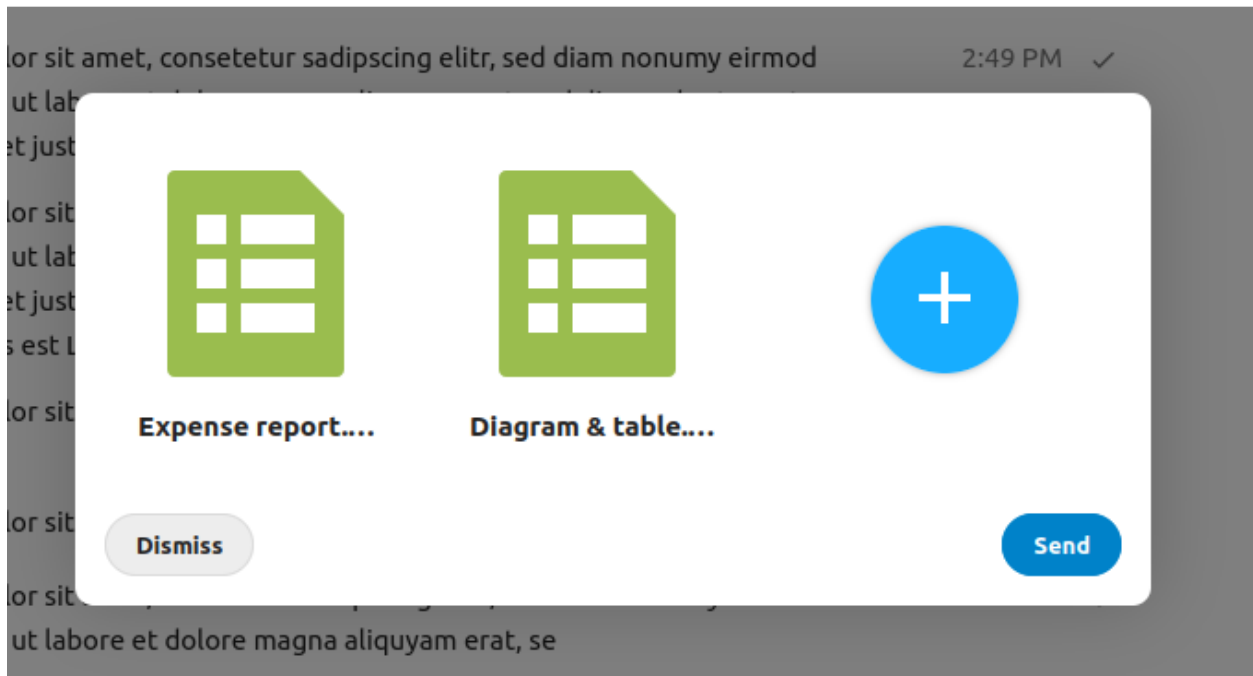 lor sit amet, consetetur sadipscing elitr, sed diam nonumy eirmod 2:49 PM
ut lab
et just
lor sit
ut lab
et just
s est L
lor sit
Expense report.…
Diagram & table.…
lor sit
Dismiss
Send
lor sit
ut labore et dolore magna aliquyam erat, se